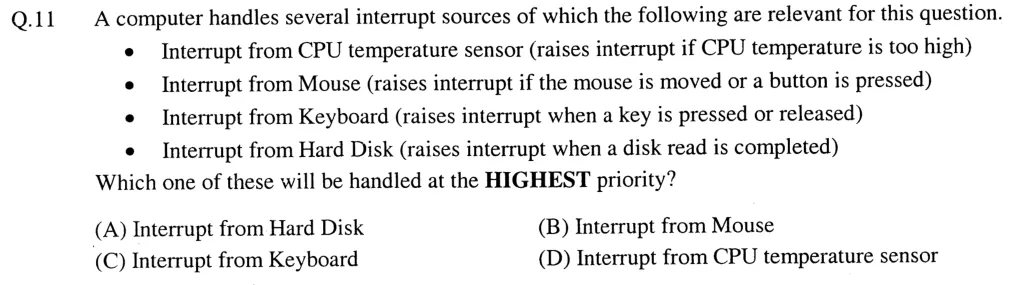 Q.11 A computer handles several interrupt sources of which the following are relevant for this question.
• Interrupt from CPU temperature sensor (raises interrupt if CPU temperature is too high)
• Interrupt from Mouse (raises interrupt if the mouse is moved or a button is pressed)
• Interrupt from Keyboard (raises interrupt when a key is pressed or released)
• Interrupt from Hard Disk (raises interrupt when a disk read is completed)
Which one of these will be handled at the HIGHEST priority?
(A) Interrupt from Hard Disk (B) Interrupt from Mouse
(C) Interrupt from Keyboard (D) Interrupt from CPU temperature sensor